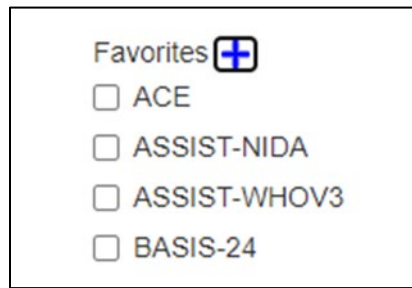 Favorites
ACE
ASSIST-NIDA
ASSIST-WHOV3
BASIS-24